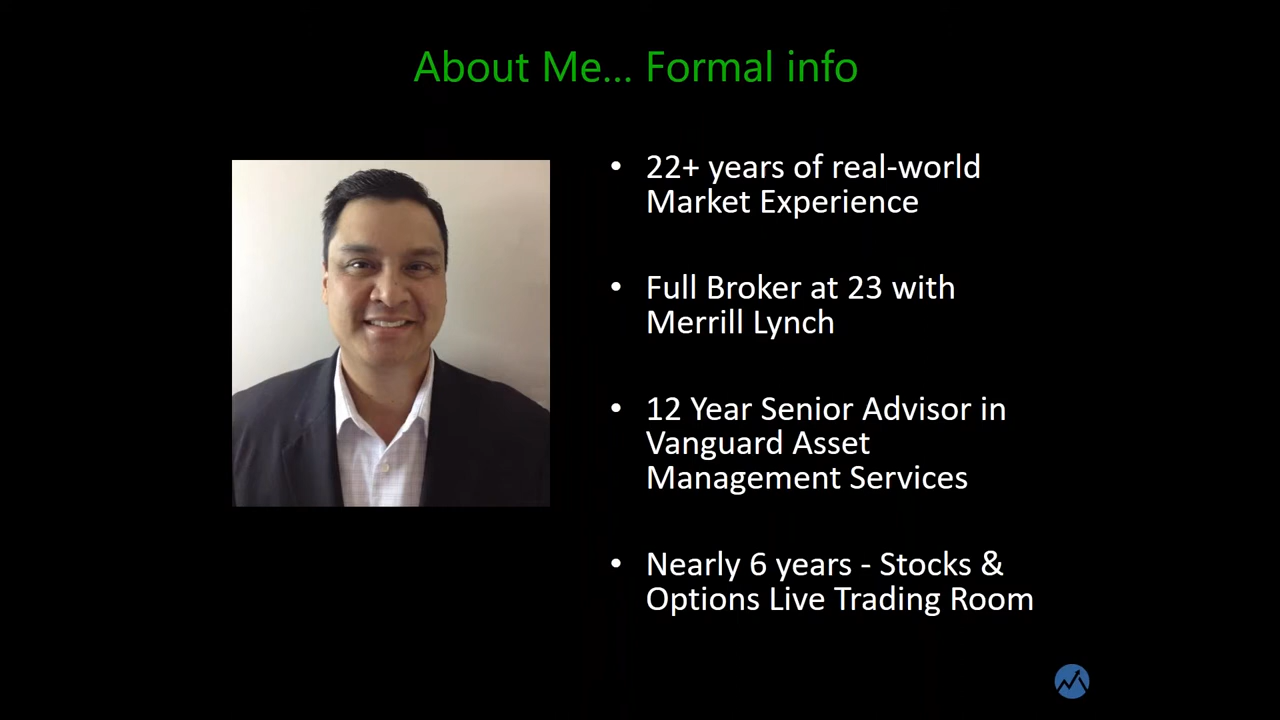 About Me... Formal info
• 22+ years of real-world
Market Experience
• Full Broker at 23 with
Merrill Lynch
• 12 Year Senior Advisor in
Vanguard Asset
Management Services
• Nearly 6 years - Stocks &
Options Live Trading Room